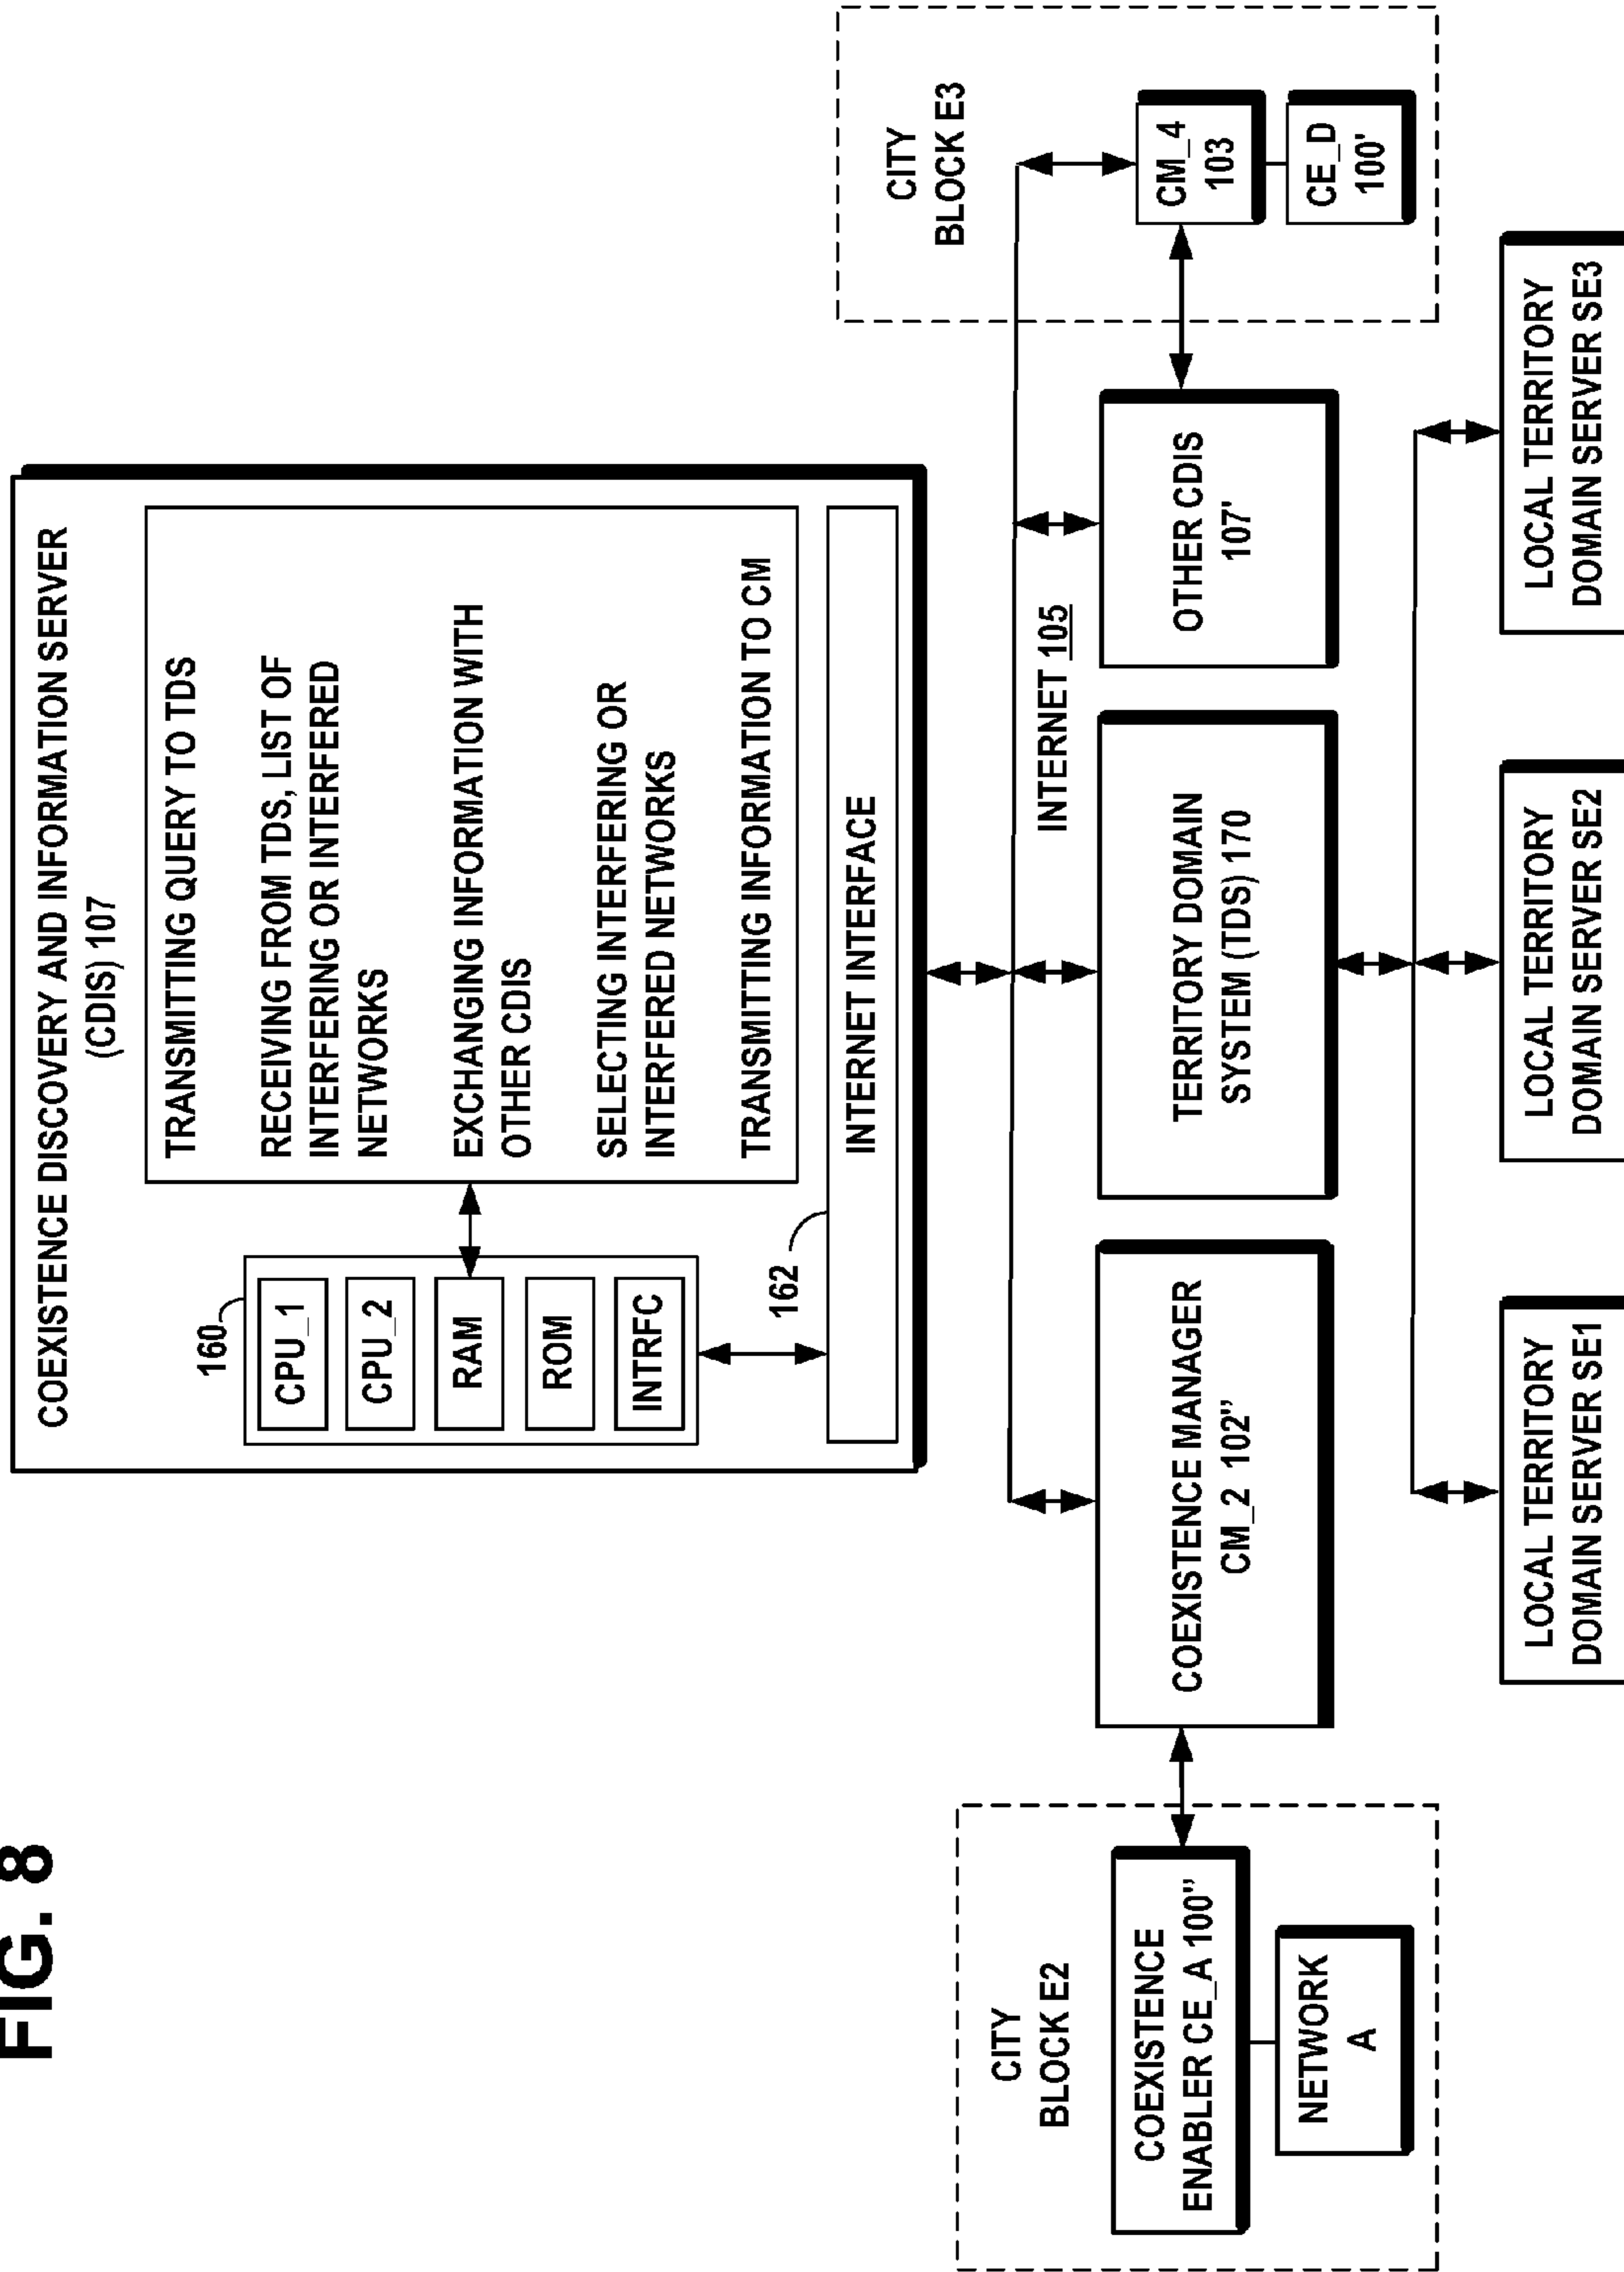 FIG. 8
COEXISTENCE DISCOVERY AND INFORMATION SERVER
(CDIS) 107
160
CPU_1
CPU_2
RAM
ROM
INTRFC
TRANSMITTING QUERY TO TDS
RECEIVING FROM TDS, LIST OF
INTERFERING OR INTERFERED
NETWORKS
EXCHANGING INFORMATION WITH
OTHER CDIS
SELECTING INTERFERING OR
INTERFERED NETWORKS
TRANSMITTING INFORMATION TO CM
162
INTERNET INTERFACE
INTERNET 105
CITY
BLOCK E2
COEXISTENCE
ENABLER CE_A 100”
NETWORK
A
COEXISTENCE MANAGER
CM_2 102”
TERRITORY DOMAIN
SYSTEM (TDS) 170
OTHER CDIS
107'
CITY
BLOCK E3
CM_4
103
CE_D
100'
LOCAL TERRITORY
DOMAIN SERVER SE1
LOCAL TERRITORY
DOMAIN SERVER SE2
LOCAL TERRITORY
DOMAIN SERVER SE3